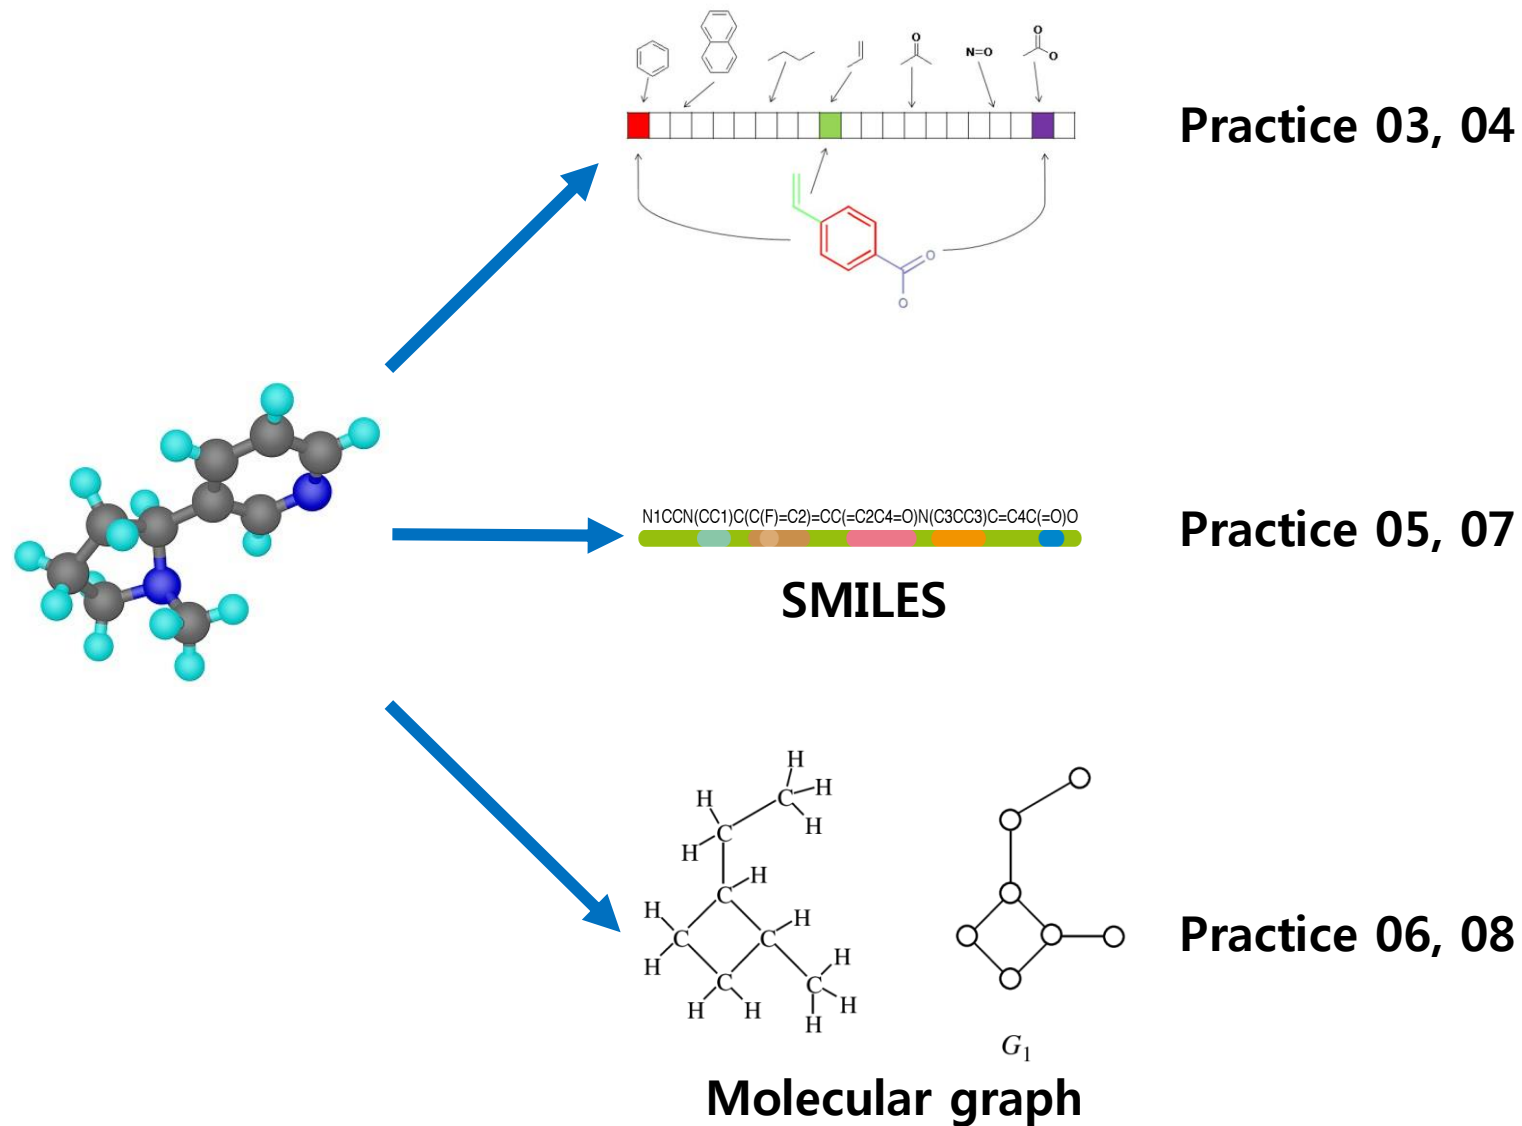 O
N=O
O
O
Practice 03, 04
O
O
N1CCN(CC1)C(C(F)=C2)=CC(=C2C4=O)N(C3CC3)C=C4C(=O)O
Practice 05, 07
SMILES
H
H
C
H
H
C
H
H
C
H
H
C
C
H
H
C
H
C
H
H
H
H
Practice 06, 08
G1
Molecular graph